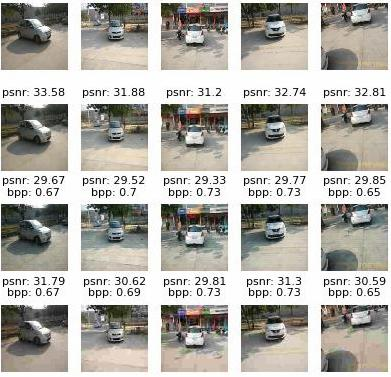 psnr: 33.58 psnr: 31.88 psnr: 31.2 psnr: 32.74 psnr: 32.81
psnr: 29.67 psnr: 29.52 psnr: 29.33 psnr: 29.77 psnr: 29.85
bpp: 0.67 bpp: 0.7 bpp: 0.73 bpp: 0.73 bpp: 0.65
psnr: 31.79 psnr: 30.62 psnr: 29.81 psnr: 31.3 psnr: 30.59
bpp: 0.67 bpp: 0.69 bpp: 0.73 bpp: 0.73 bpp: 0.65